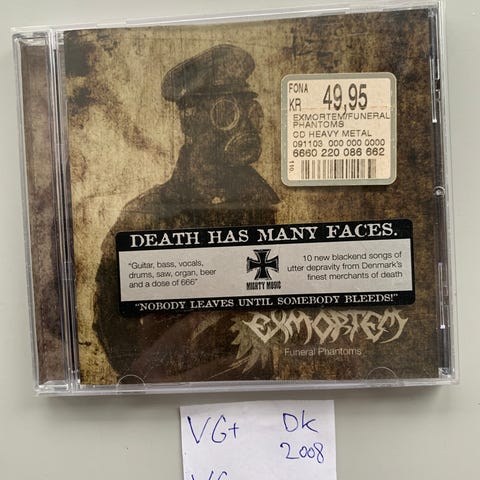 FONA
KR 49,95
EXMORTEM/FUNERAL
PHANTOMS
CD HEAVY METAL
091103 000 000 0000
6660 220 086 662
110
DEATH HAS MANY FACES.
"Guitar, bass, vocals,
drums, saw, organ, beer
and a dose of 666"
MIGHTY MUSIC
10 new blackend songs of
utter depravity from Denmark's
finest merchants of death
"NOBODY LEAVES UNTIL SOMEBODY BLEEDS!"
EXMORTEM
Funeral Phantoms
VG+ DK
2008